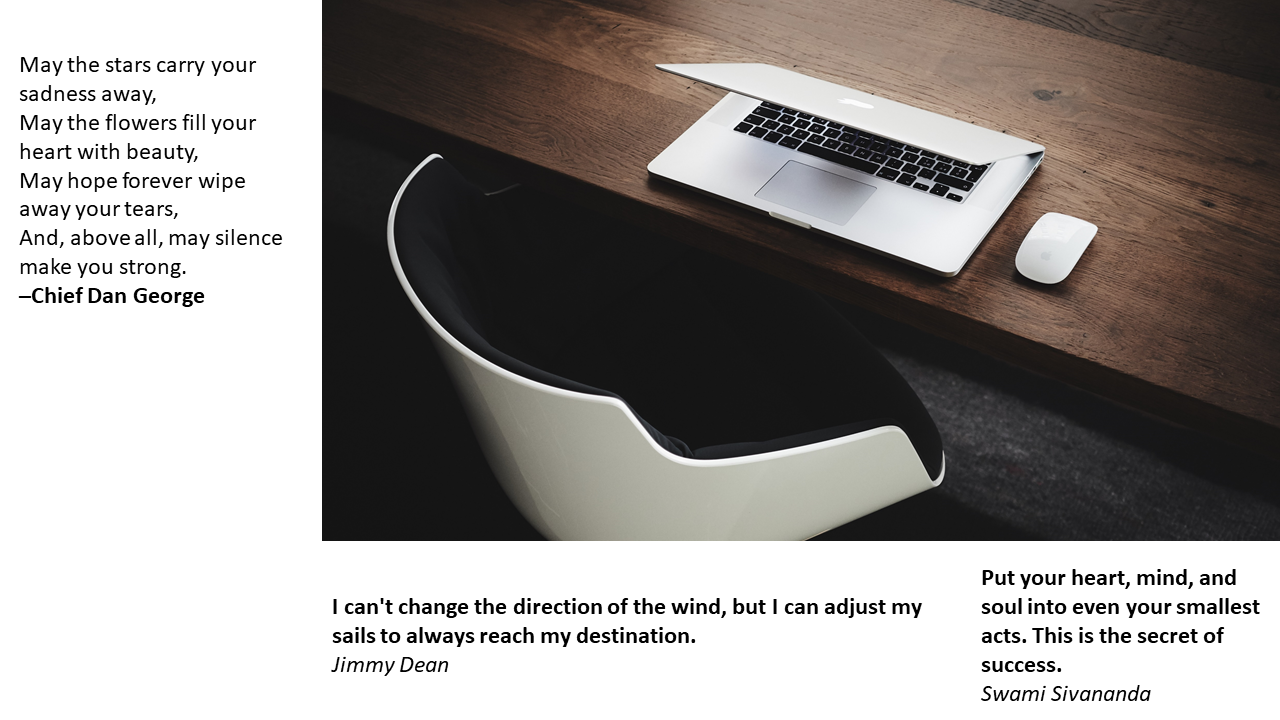 May the stars carry your
sadness away,
May the flowers fill your
heart with beauty,
May hope forever wipe
away your tears,
And, above all, may silence
make you strong.
–Chief Dan George
I can't change the direction of the wind, but I can adjust my
sails to always reach my destination.
Jimmy Dean
Put your heart, mind, and
soul into even your smallest
acts. This is the secret of
success.
Swami Sivananda